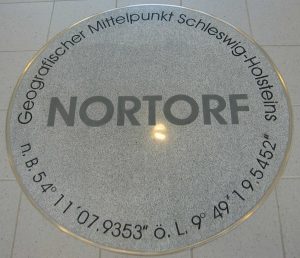 Geografischer Mittelpunkt Schleswig-Holsteins
NORTORF
n. B. 54° 11´07.9353" ö. L. 9° 49´19.5452"